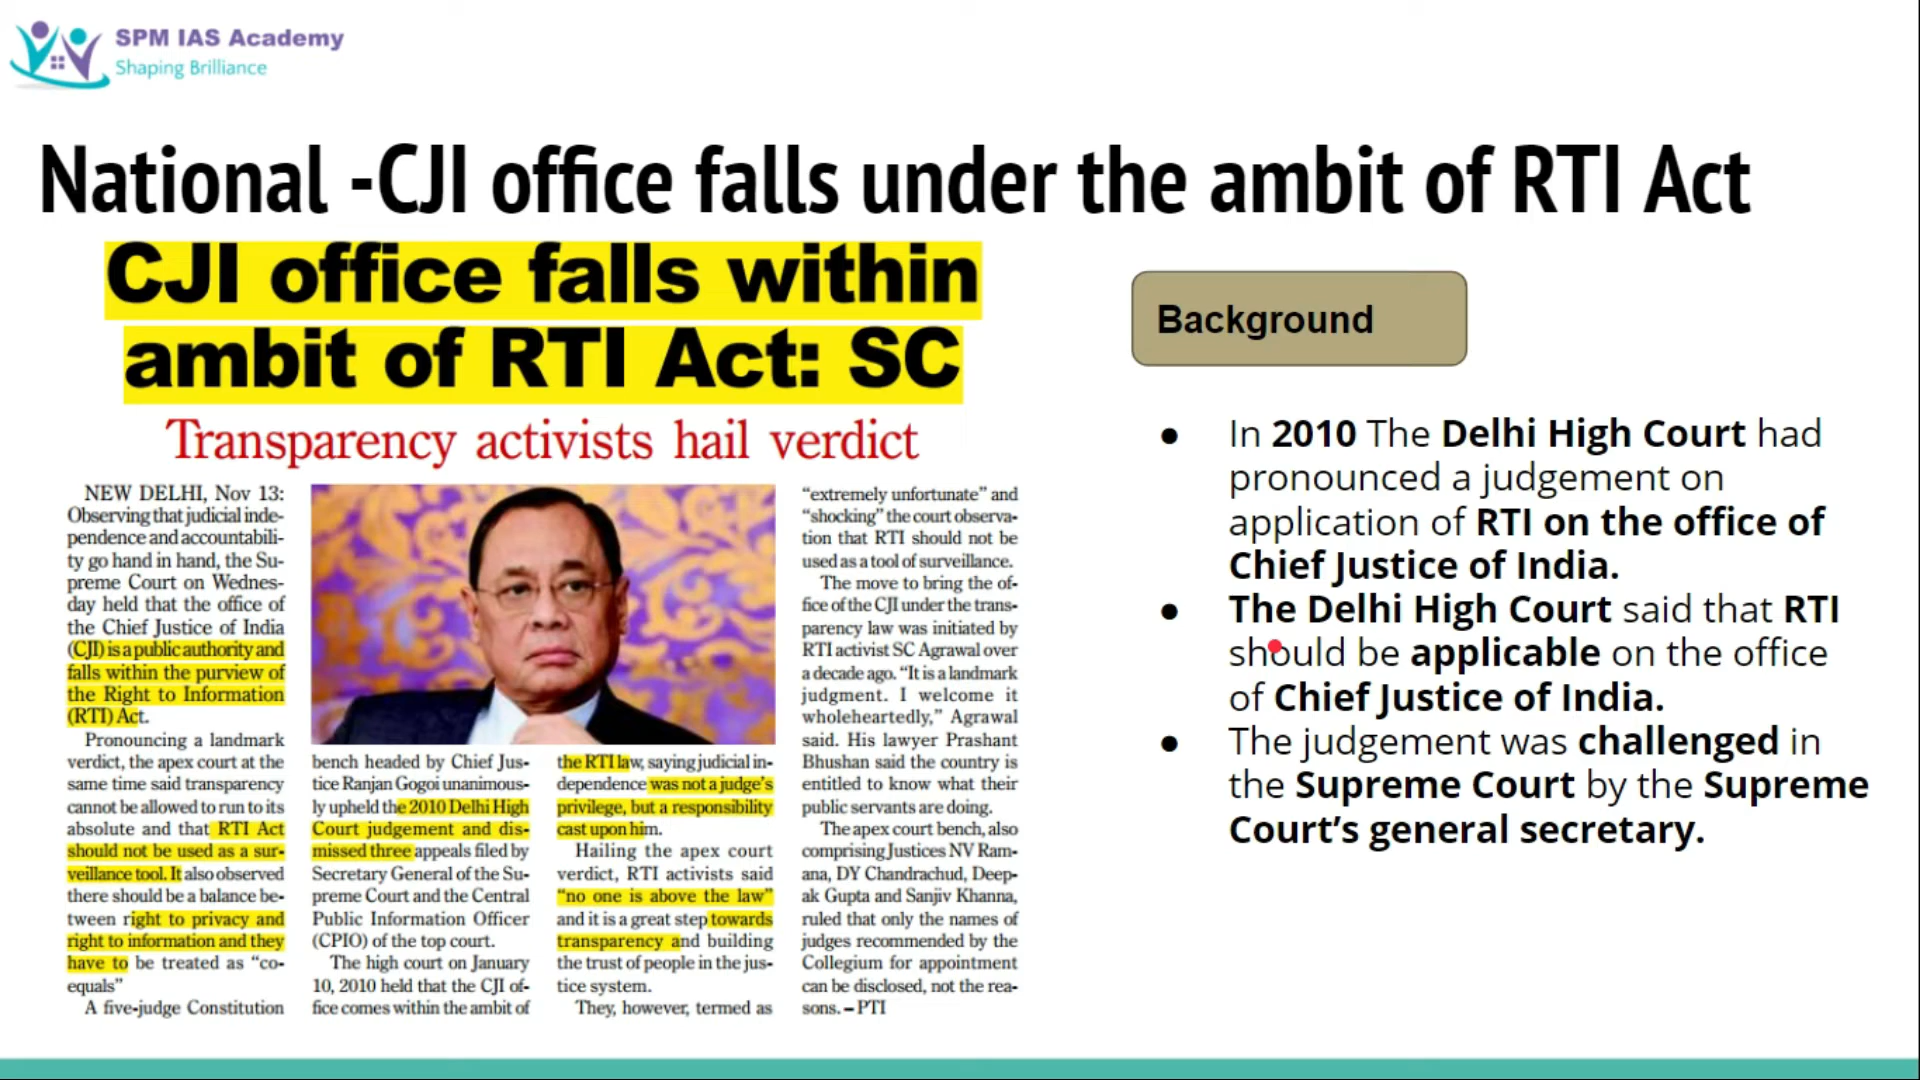 SPM IAS Academy
Shaping Brilliance
National -CJI office falls under the ambit of RTI Act
CJI office falls within
ambit of RTI Act: SC
Transparency activists hail verdict
NEW DELHI, Nov 13:
Observing that judicial inde-
pendence and accountabili-
ty go hand in hand, the Su-
preme Court on Wednes-
day held that the office of
the Chief Justice of India
(CJI) is a public authority and
falls within the purview of
the Right to Information
(RTI) Act.
Pronouncing a landmark
verdict, the apex court at the
same time said transparency
cannot be allowed to run to its
absolute and that RTI Act
should not be used as a sur-
veillance tool. It also observed
there should be a balance be-
tween right to privacy and
right to information and they
have to be treated as “co-
equals”
A five-judge Constitution
bench headed by Chief Jus-
tice Ranjan Gogoi unanimous-
ly upheld the 2010 Delhi High
Court judgement and dis-
missed three appeals filed by
Secretary General of the Su-
preme Court and the Central
Public Information Officer
(CPIO) of the top court.
The high court on January
10, 2010 held that the CJI of-
fice comes within the ambit of
the RTI law, saying judicial in-
dependence was not a judge’s
privilege, but a responsibility
cast upon him.
Hailing the apex court
verdict, RTI activists said
“no one is above the law”
and it is a great step towards
transparency and building
the trust of people in the jus-
tice system.
They, however, termed as
“extremely unfortunate” and
“shocking” the court observa-
tion that RTI should not be
used as a tool of surveillance.
The move to bring the of-
fice of the CJI under the trans-
parency law was initiated by
RTI activist SC Agrawal over
a decade ago. “It is a landmark
judgment. I welcome it
wholeheartedly,” Agrawal
said. His lawyer Prashant
Bhushan said the country is
entitled to know what their
public servants are doing.
The apex court bench, also
comprising Justices NV Ram-
ana, DY Chandrachud, Deep-
ak Gupta and Sanjiv Khanna,
ruled that only the names of
judges recommended by the
Collegium for appointment
can be disclosed, not the rea-
sons. – PTI
Background
● In 2010 The Delhi High Court had
pronounced a judgement on
application of RTI on the office of
Chief Justice of India.
● The Delhi High Court said that RTI
should be applicable on the office
of Chief Justice of India.
● The judgement was challenged in
the Supreme Court by the Supreme
Court’s general secretary.